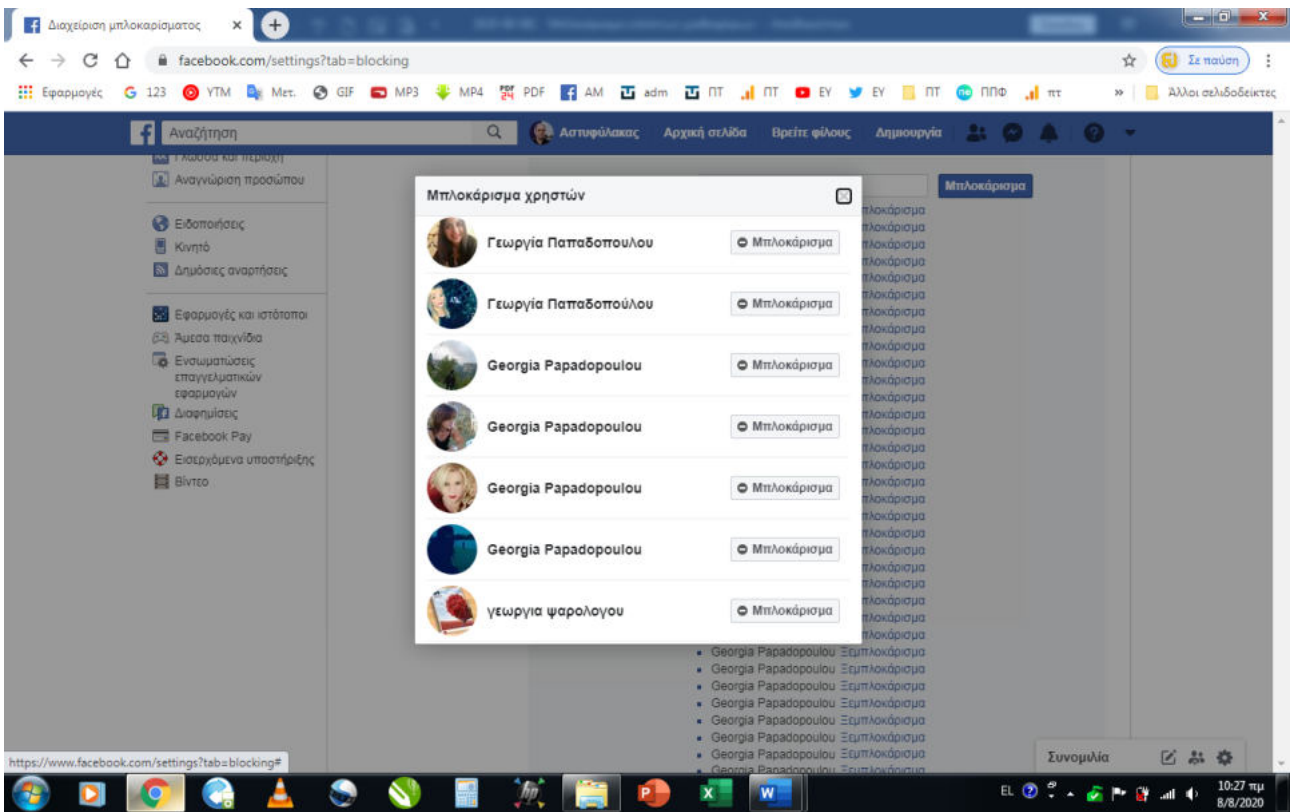 Διαχείριση μπλοκαρίσματος
facebook.com/settings?tab=blocking
Σε παύση
Εφαρμογές 123 YTM Μετ. GIF MP3 MP4 PDF AM adm ΠΤ ΠΤ ΕΥ ΕΥ ΠΤ ΠΠΦ πτ » Άλλοι σελιδοδείκτες
Αναζήτηση
Αστυφύλακας Αρχική σελίδα Βρείτε φίλους Δημιουργία
Γλώσσα και περιοχή
Αναγνώριση προσώπου
Ειδοποιήσεις
Κινητό
Δημόσιες αναρτήσεις
Εφαρμογές και ιστότοποι
Άμεσα παιχνίδια
Ενσωματώσεις
επαγγελματικών
εφαρμογών
Διαφημίσεις
Facebook Pay
Εισερχόμενα υποστήριξης
Βίντεο
Μπλοκάρισμα χρηστών
Μπλοκάρισμα
Γεωργία Παπαδοπουλου Μπλοκάρισμα
Γεωργία Παπαδοπούλου Μπλοκάρισμα
Georgia Papadopoulou Μπλοκάρισμα
Georgia Papadopoulou Μπλοκάρισμα
Georgia Papadopoulou Μπλοκάρισμα
Georgia Papadopoulou Μπλοκάρισμα
γεωργια ψαρολογου Μπλοκάρισμα
Georgia Papadopoulou Ξεμπλοκάρισμα
Georgia Papadopoulou Ξεμπλοκάρισμα
Georgia Papadopoulou Ξεμπλοκάρισμα
Georgia Papadopoulou Ξεμπλοκάρισμα
Georgia Papadopoulou Ξεμπλοκάρισμα
Georgia Papadopoulou Ξεμπλοκάρισμα
Georgia Papadopoulou Ξεμπλοκάρισμα
Georgia Papadopoulou Ξεμπλοκάρισμα
Συνομιλία
https://www.facebook.com/settings?tab=blocking#
EL
10:27 πμ
8/8/2020